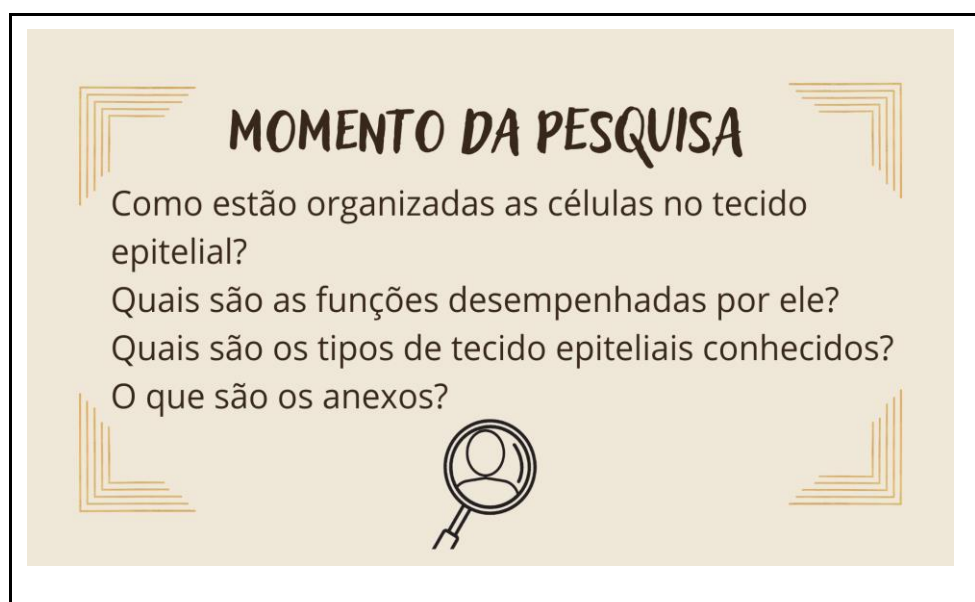 MOMENTO DA PESQUISA
Como estão organizadas as células no tecido
epitelial?
Quais são as funções desempenhadas por ele?
Quais são os tipos de tecido epiteliais conhecidos?
O que são os anexos?